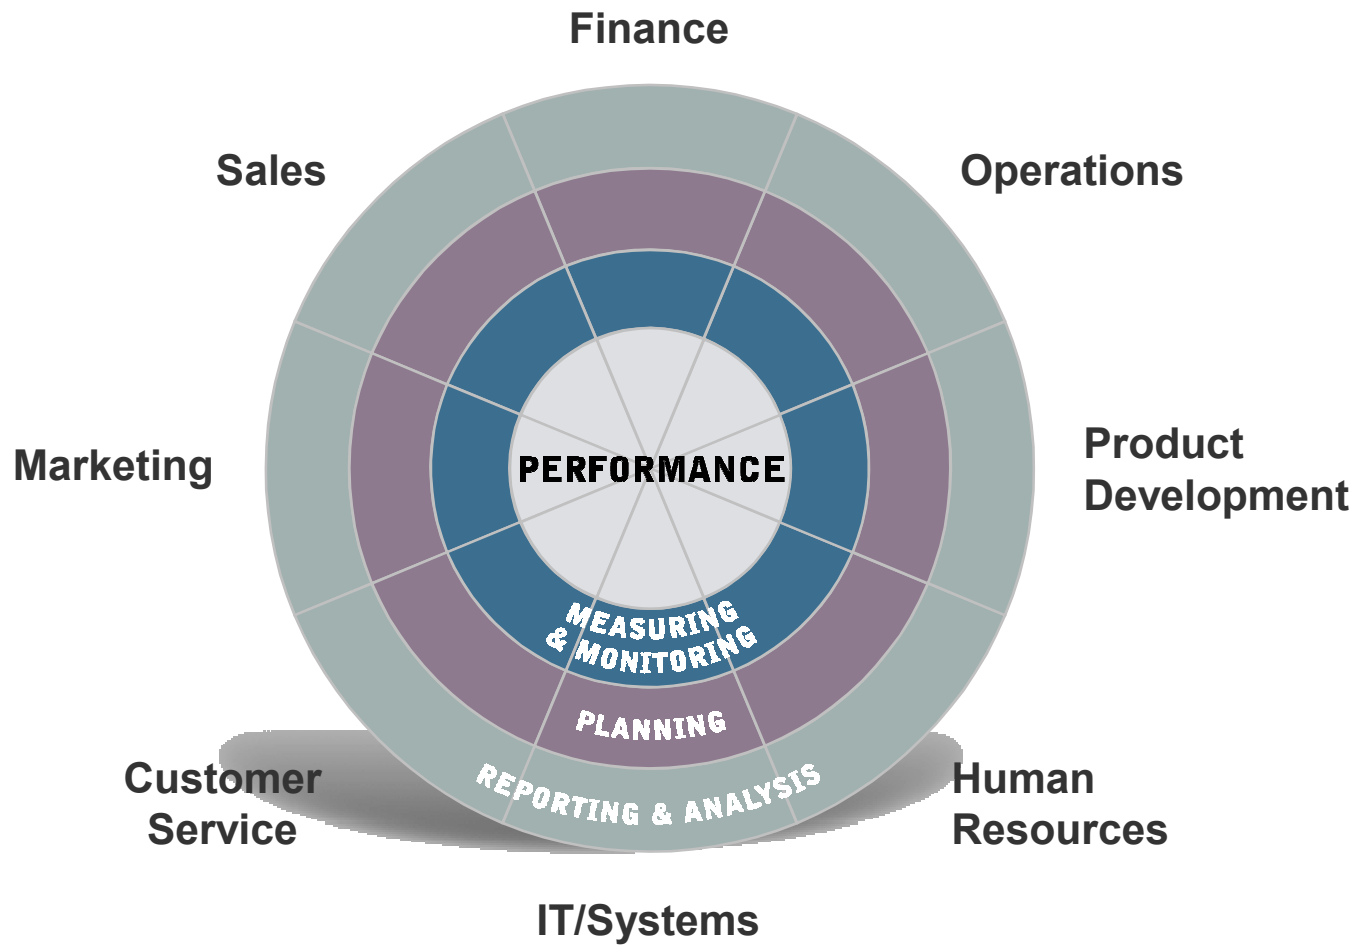 Finance
Sales
Operations
Marketing
PERFORMANCE
Product
Development
MEASURING
& MONITORING
PLANNING
REPORTING & ANALYSIS
Customer
Service
Human
Resources
IT/Systems